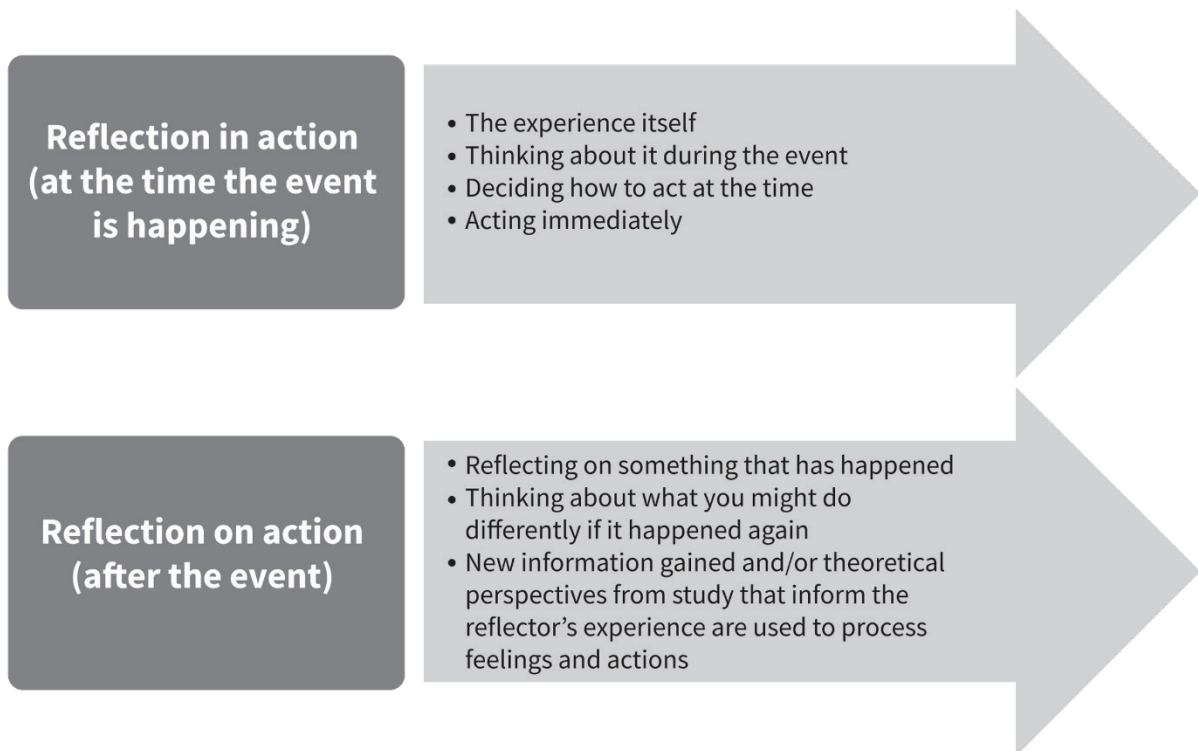 Reflection in action
(at the time the event
is happening)
• The experience itself
• Thinking about it during the event
• Deciding how to act at the time
• Acting immediately
Reflection on action
(after the event)
• Reflecting on something that has happened
• Thinking about what you might do
differently if it happened again
• New information gained and/or theoretical
perspectives from study that inform the
reflector’s experience are used to process
feelings and actions